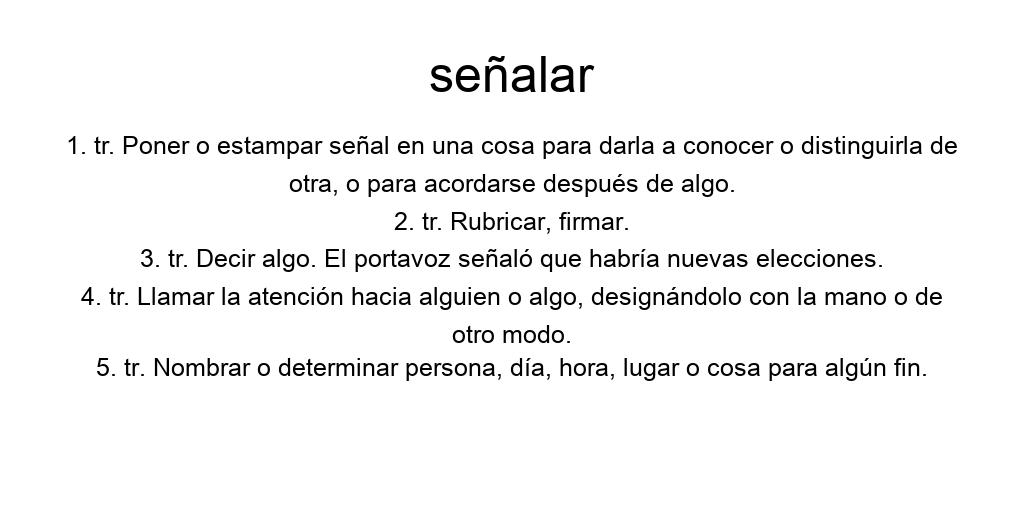 señalar
1. tr. Poner o estampar señal en una cosa para darla a conocer o distinguirla de
otra, o para acordarse después de algo.
2. tr. Rubricar, firmar.
3. tr. Decir algo. El portavoz señaló que habría nuevas elecciones.
4. tr. Llamar la atención hacia alguien o algo, designándolo con la mano o de
otro modo.
5. tr. Nombrar o determinar persona, día, hora, lugar o cosa para algún fin.